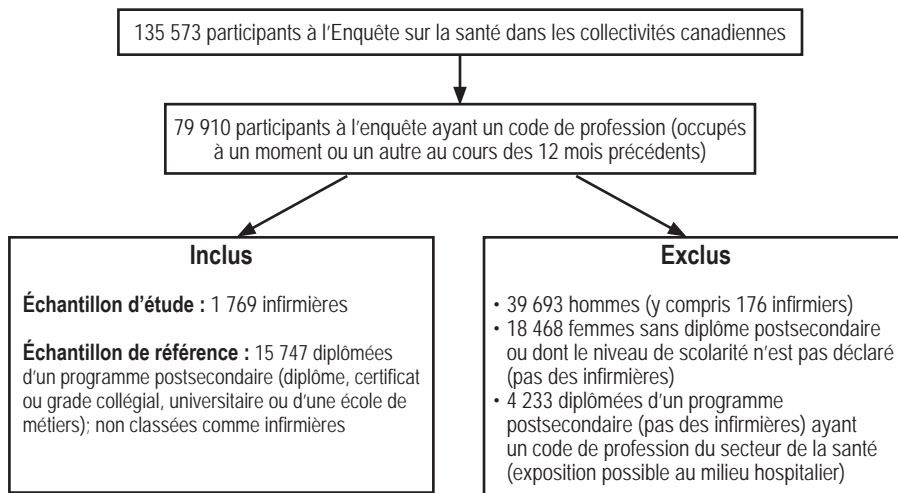 135 573 participants à l'Enquête sur la santé dans les collectivités canadiennes
79 910 participants à l'enquête ayant un code de profession (occupés
à un moment ou un autre au cours des 12 mois précédents)
Inclus
Échantillon d'étude : 1 769 infirmières
Échantillon de référence : 15 747 diplômées
d'un programme postsecondaire (diplôme, certificat
ou grade collégial, universitaire ou d'une école de
métiers); non classées comme infirmières
Exclus
• 39 693 hommes (y compris 176 infirmiers)
• 18 468 femmes sans diplôme postsecondaire
ou dont le niveau de scolarité n'est pas déclaré
(pas des infirmières)
• 4 233 diplômées d'un programme
postsecondaire (pas des infirmières) ayant
un code de profession du secteur de la santé
(exposition possible au milieu hospitalier)